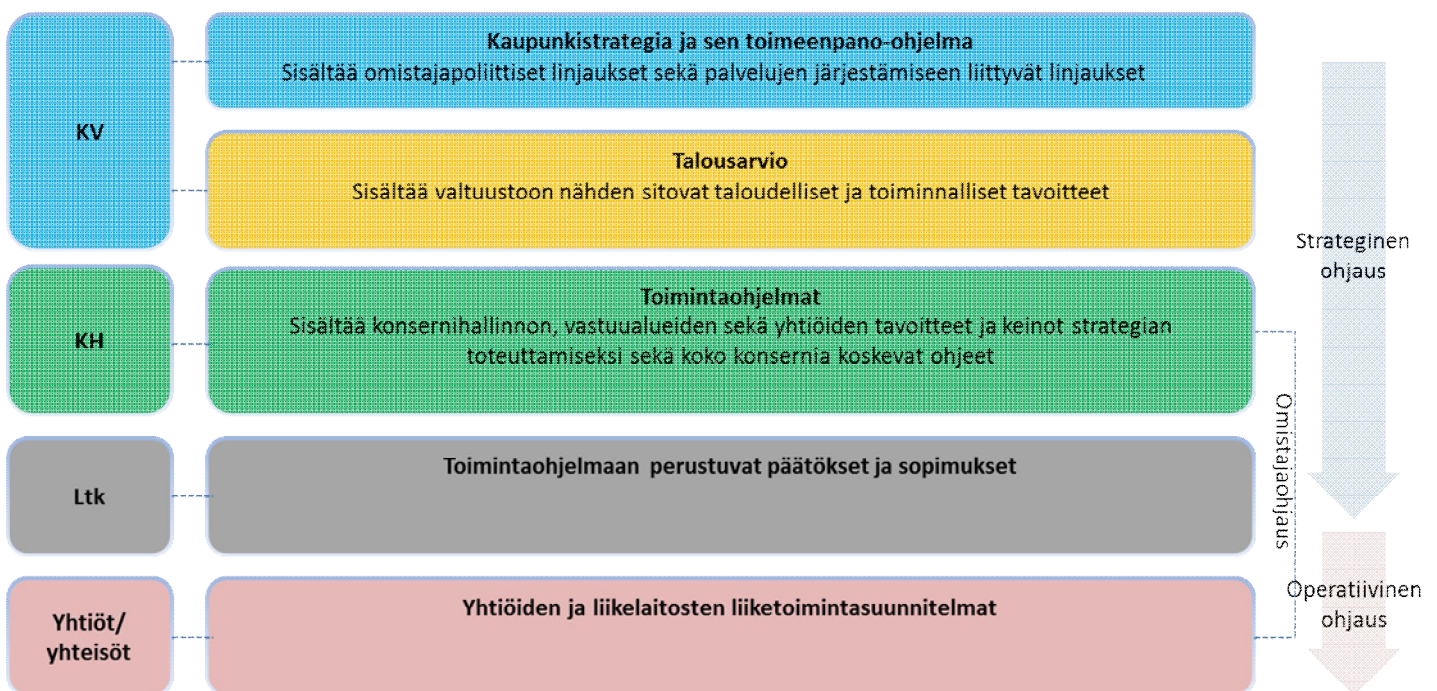 KV
Kaupunkistrategia ja sen toimeenpano-ohjelma
Sisältää omistajapoliittiset linjaukset sekä palvelujen järjestämiseen liittyvät linjaukset
Talousarvio
Sisältää valtuustoon nähden sitovat taloudelliset ja toiminnalliset tavoitteet
KH
Toimintaohjelmat
Sisältää konsernihallinnon, vastuualueiden sekä yhtiöiden tavoitteet ja keinot strategian
toteuttamiseksi sekä koko konsernia koskevat ohjeet
Ltk
Toimintaohjelmaan perustuvat päätökset ja sopimukset
Yhtiöt/
yhteisöt
Yhtiöiden ja liikelaitosten liiketoimintasuunnitelmat
Omistajaohjaus
Strateginen
ohjaus
Operatiivinen
ohjaus